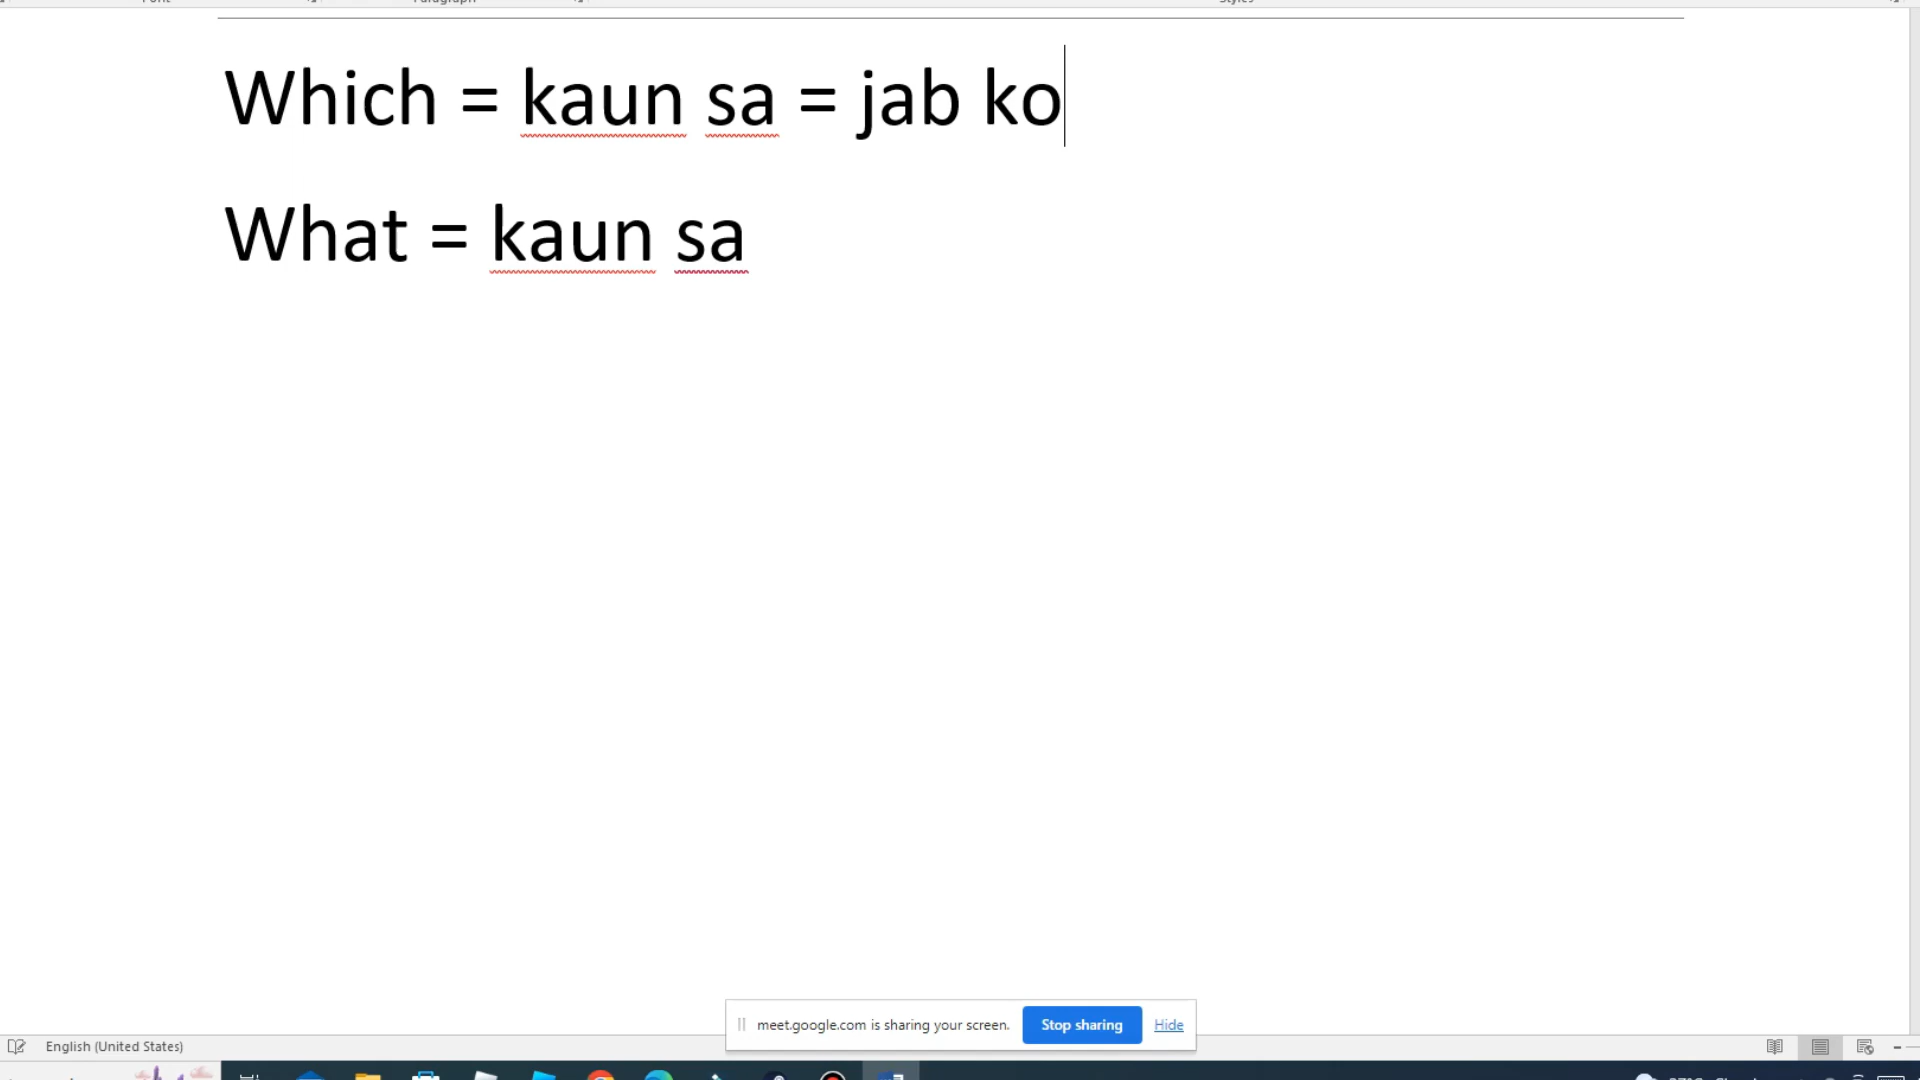 Which = kaun sa = jab ko
What = kaun sa
meet.google.com is sharing your screen. Stop sharing Hide
English (United States)